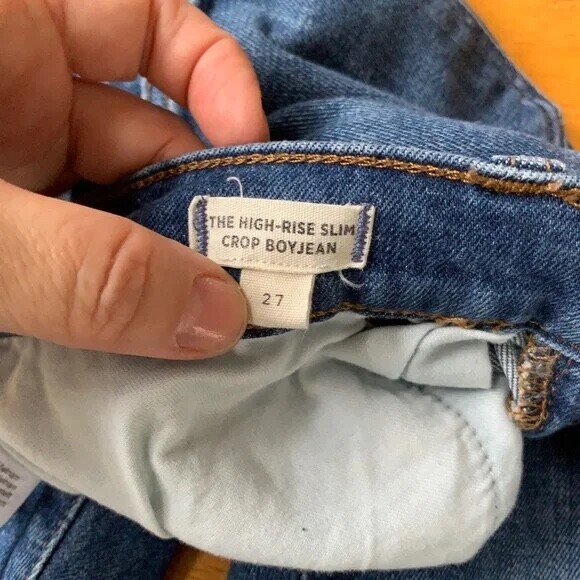 THE HIGH-RISE SLIM
CROP BOYJEAN
27